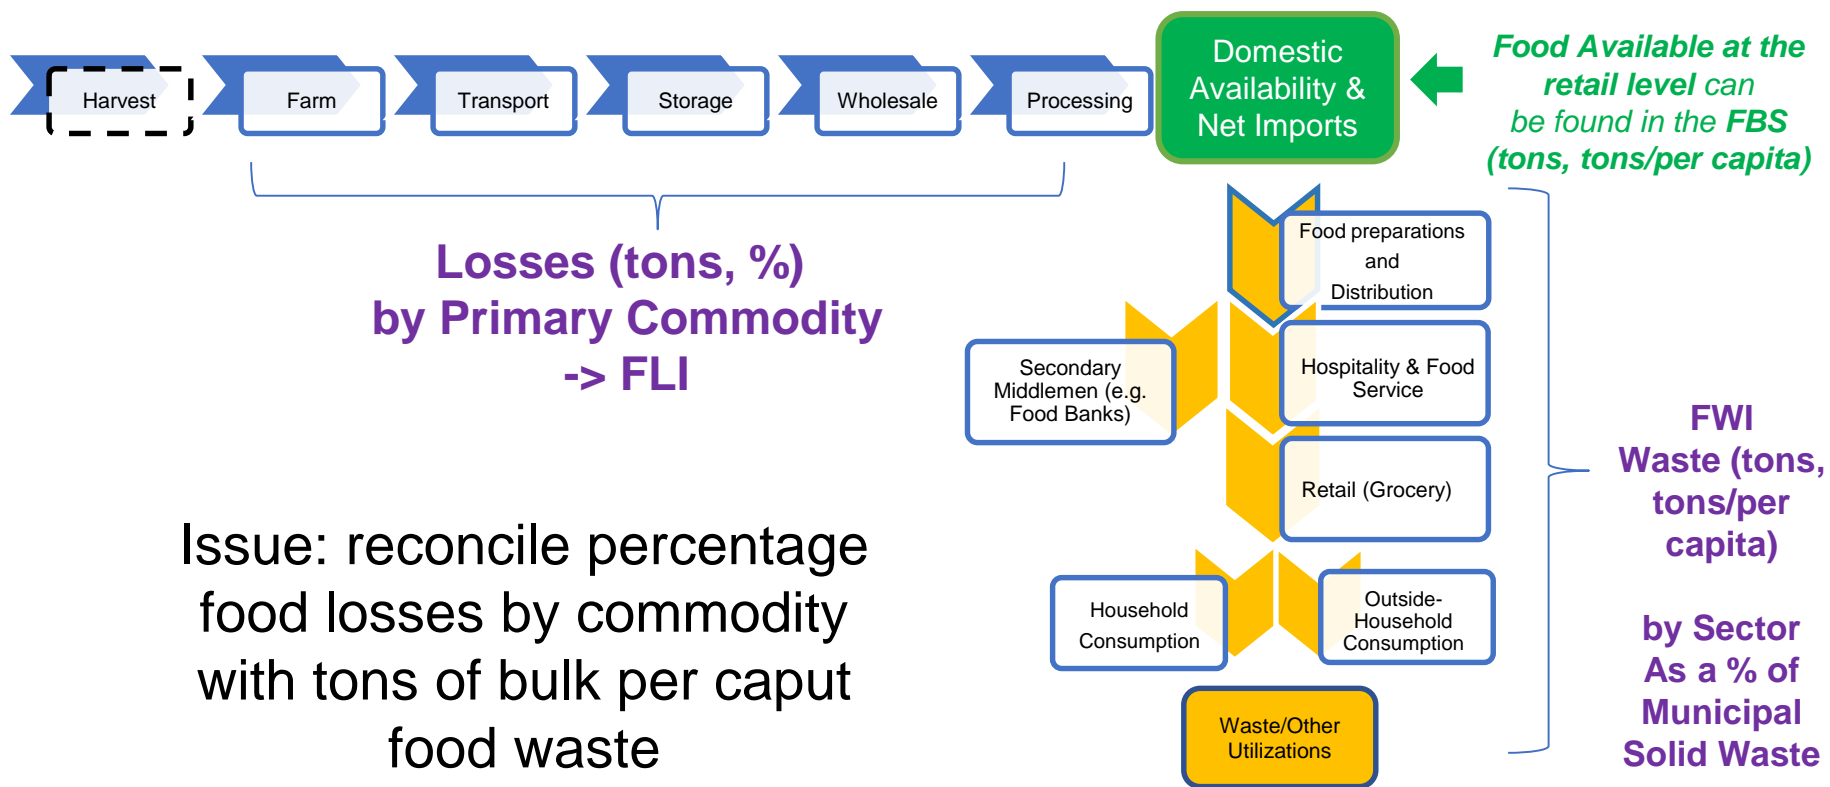 Harvest
Farm
Transport
Storage
Wholesale
Processing
Domestic
Availability &
Net Imports
Food Available at the
retail level can
be found in the FBS
(tons, tons/per capita)
Losses (tons, %)
by Primary Commodity
-> FLI
Food preparations
and
Distribution
Secondary
Middlemen (e.g.
Food Banks)
Hospitality & Food
Service
Retail (Grocery)
Household
Consumption
Outside-
Household
Consumption
Waste/Other
Utilizations
FWI
Waste (tons,
tons/per
capita)
by Sector
As a % of
Municipal
Solid Waste
Issue: reconcile percentage
food losses by commodity
with tons of bulk per caput
food waste